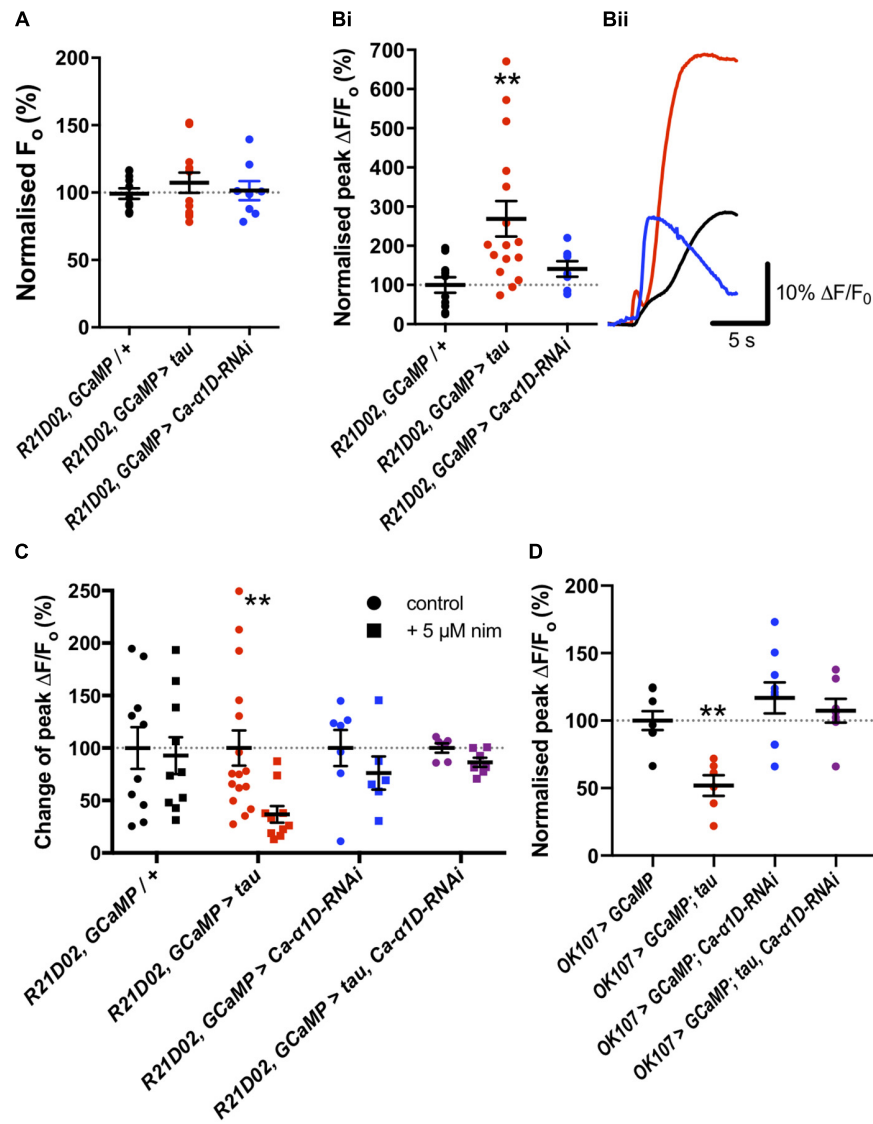 A
Normalised Fo (%)
200
150
100
50
0
R21D02, GCaMP / +
R21D02, GCaMP > tau
R21D02, GCaMP > Ca-α1D-RNAi
Bi
Normalised peak ΔF/Fo (%)
700
600
500
400
300
200
100
0
**
R21D02, GCaMP / +
R21D02, GCaMP > tau
R21D02, GCaMP > Ca-α1D-RNAi
Bii
10% ΔF/F0
5 s
C
Change of peak ΔF/Fo (%)
250
200
150
100
50
0
**
control
+ 5 µM nim
R21D02, GCaMP / +
R21D02, GCaMP > tau
R21D02, GCaMP > Ca-α1D-RNAi
R21D02, GCaMP > tau, Ca-α1D-RNAi
D
Normalised peak ΔF/Fo (%)
200
150
100
50
0
**
OK107 > GCaMP
OK107 > GCaMP; tau
OK107 > GCaMP; Ca-α1D-RNAi
OK107 > GCaMP; tau, Ca-α1D-RNAi